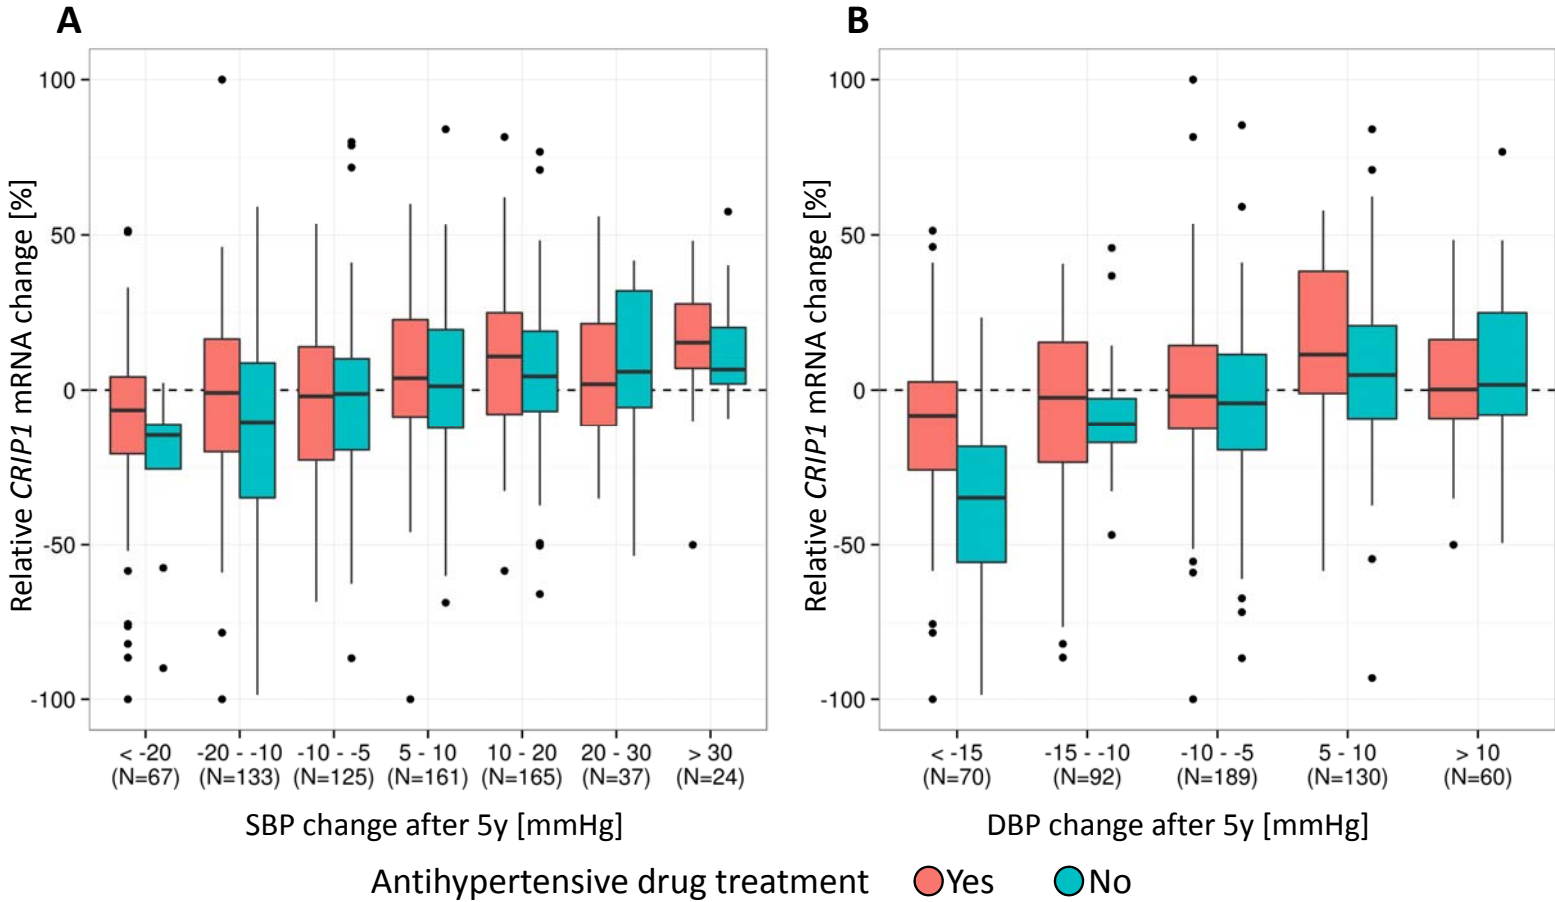 A
B
Relative CRIP1 mRNA change [%]
100
50
0
-50
-100
< -20 -20 - -10 -10 - -5 5 - 10 10 - 20 20 - 30 > 30
(N=67) (N=133) (N=125) (N=161) (N=165) (N=37) (N=24)
SBP change after 5y [mmHg]
Relative CRIP1 mRNA change [%]
100
50
0
-50
-100
< -15 -15 - -10 -10 - -5 5 - 10 > 10
(N=70) (N=92) (N=189) (N=130) (N=60)
DBP change after 5y [mmHg]
Antihypertensive drug treatment Yes No